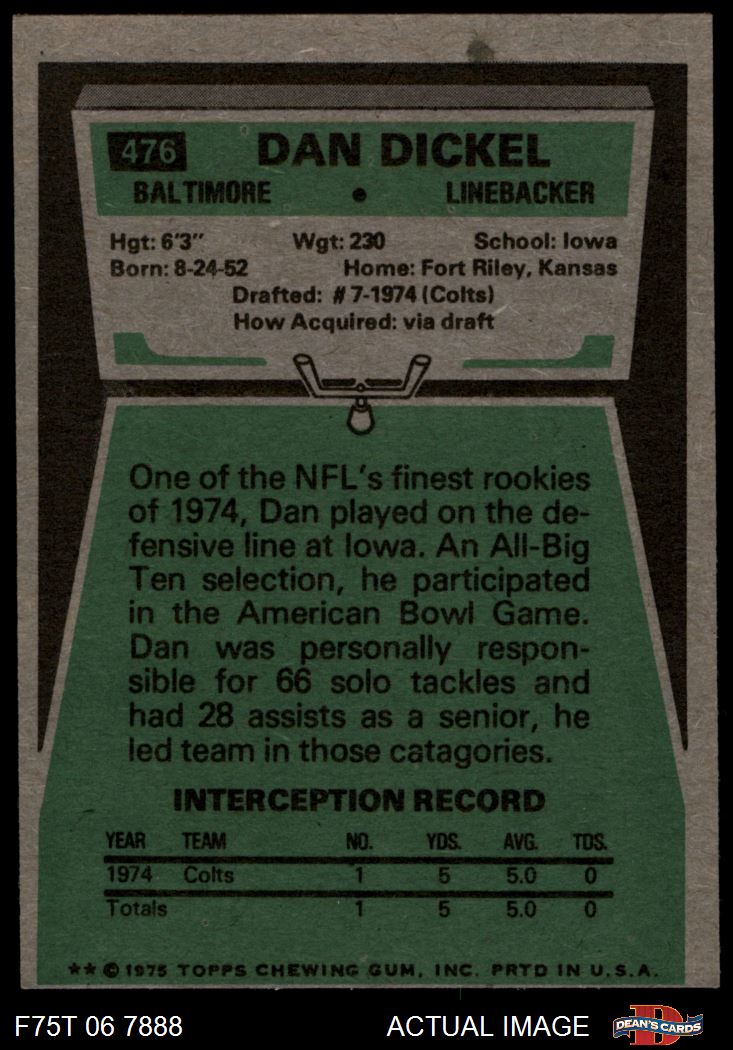 476 DAN DICKEL
BALTIMORE • LINEBACKER
Hgt: 6'3" Wgt: 230 School: Iowa
Born: 8-24-52 Home: Fort Riley, Kansas
Drafted: #7-1974 (Colts)
How Acquired: via draft
One of the NFL's finest rookies
of 1974, Dan played on the de-
fensive line at Iowa. An All-Big
Ten selection, he participated
in the American Bowl Game.
Dan was personally respon-
sible for 66 solo tackles and
had 28 assists as a senior, he
led team in those catagories.
INTERCEPTION RECORD
YEAR TEAM NO. YDS. AVG. TDS.
1974 Colts 1 5 5.0 0
Totals 1 5 5.0 0
** © 1975 TOPPS CHEWING GUM, INC. PRTD IN U.S.A.
F75T 06 7888 ACTUAL IMAGE D DEAN'S CARDS